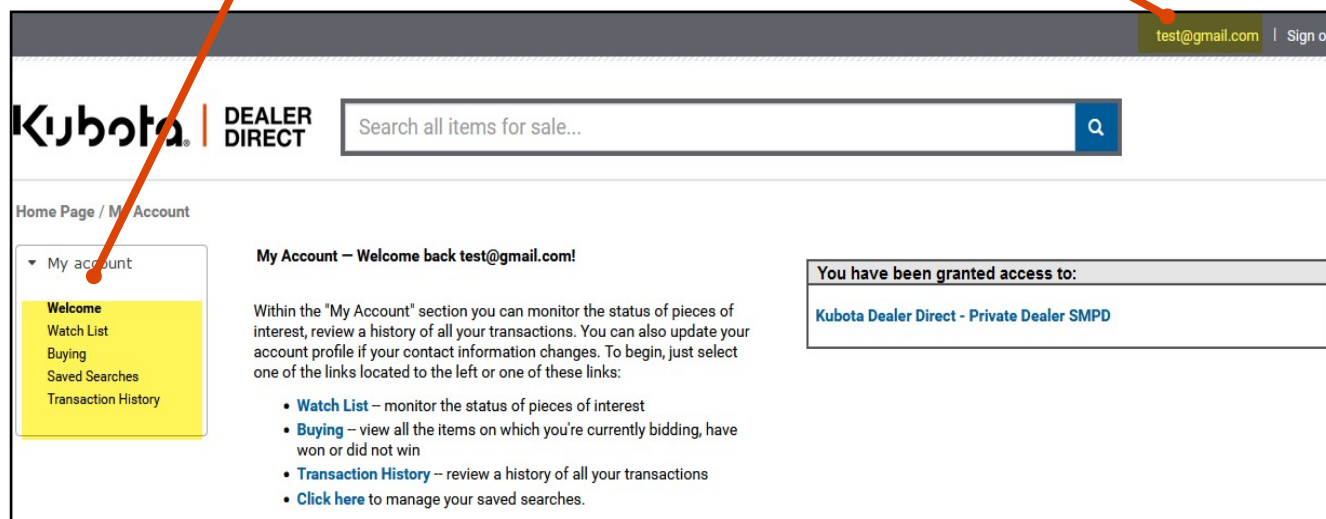 test@gmail.com | Sign o
Kubota. | DEALER DIRECT
Search all items for sale...
Home Page / My Account
My account
Welcome
Watch List
Buying
Saved Searches
Transaction History
My Account — Welcome back test@gmail.com!
Within the "My Account" section you can monitor the status of pieces of
interest, review a history of all your transactions. You can also update your
account profile if your contact information changes. To begin, just select
one of the links located to the left or one of these links:
• Watch List -- monitor the status of pieces of interest
• Buying -- view all the items on which you're currently bidding, have
won or did not win
• Transaction History -- review a history of all your transactions
• Click here to manage your saved searches.
You have been granted access to:
Kubota Dealer Direct - Private Dealer SMPD